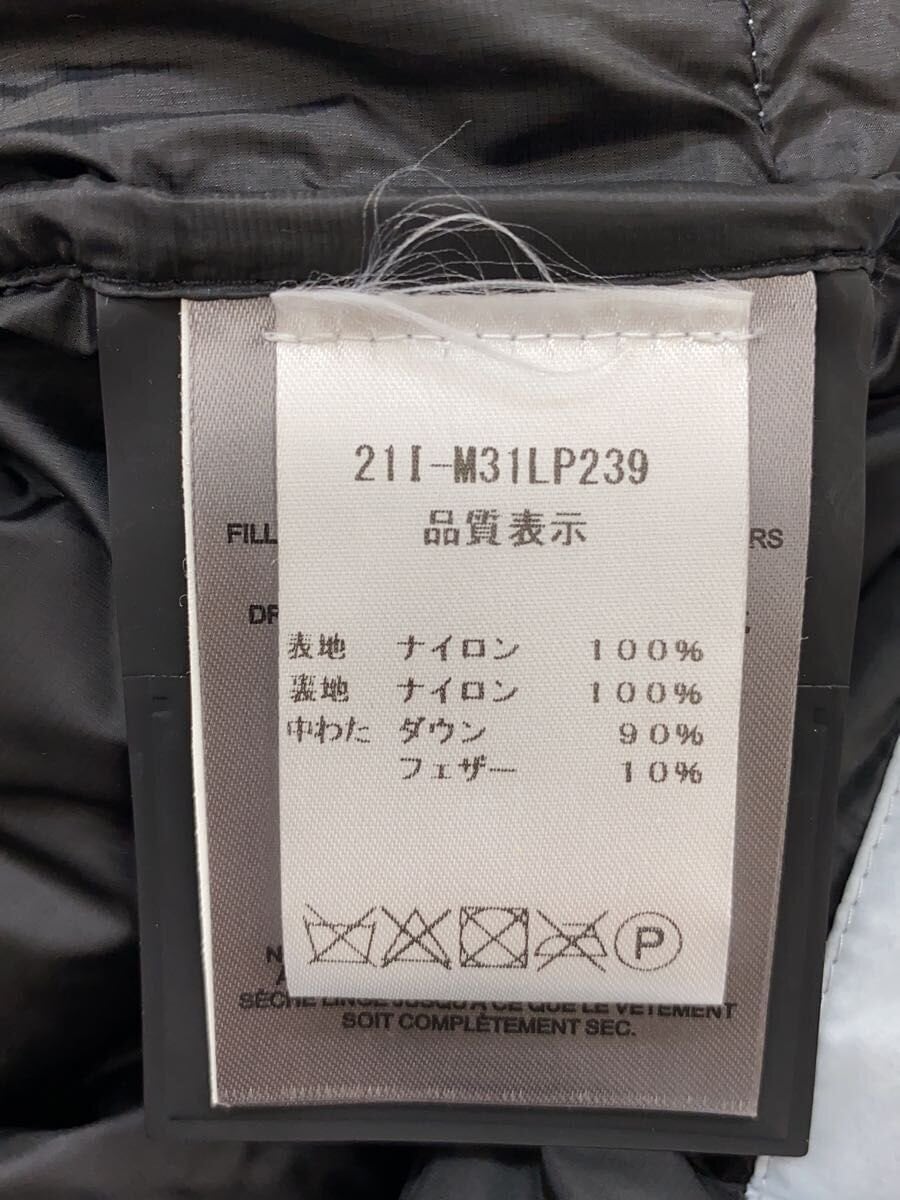 21I-M31LP239
品質表示
FILL RS
DR
表地 ナイロン 100%
裏地 ナイロン 100%
中わた ダウン 90%
フェザー 10%
P
SÈCHE LINGE JUSQU'À CE QUE LE VÊTEMENT
SOIT COMPLÈTEMENT SEC.